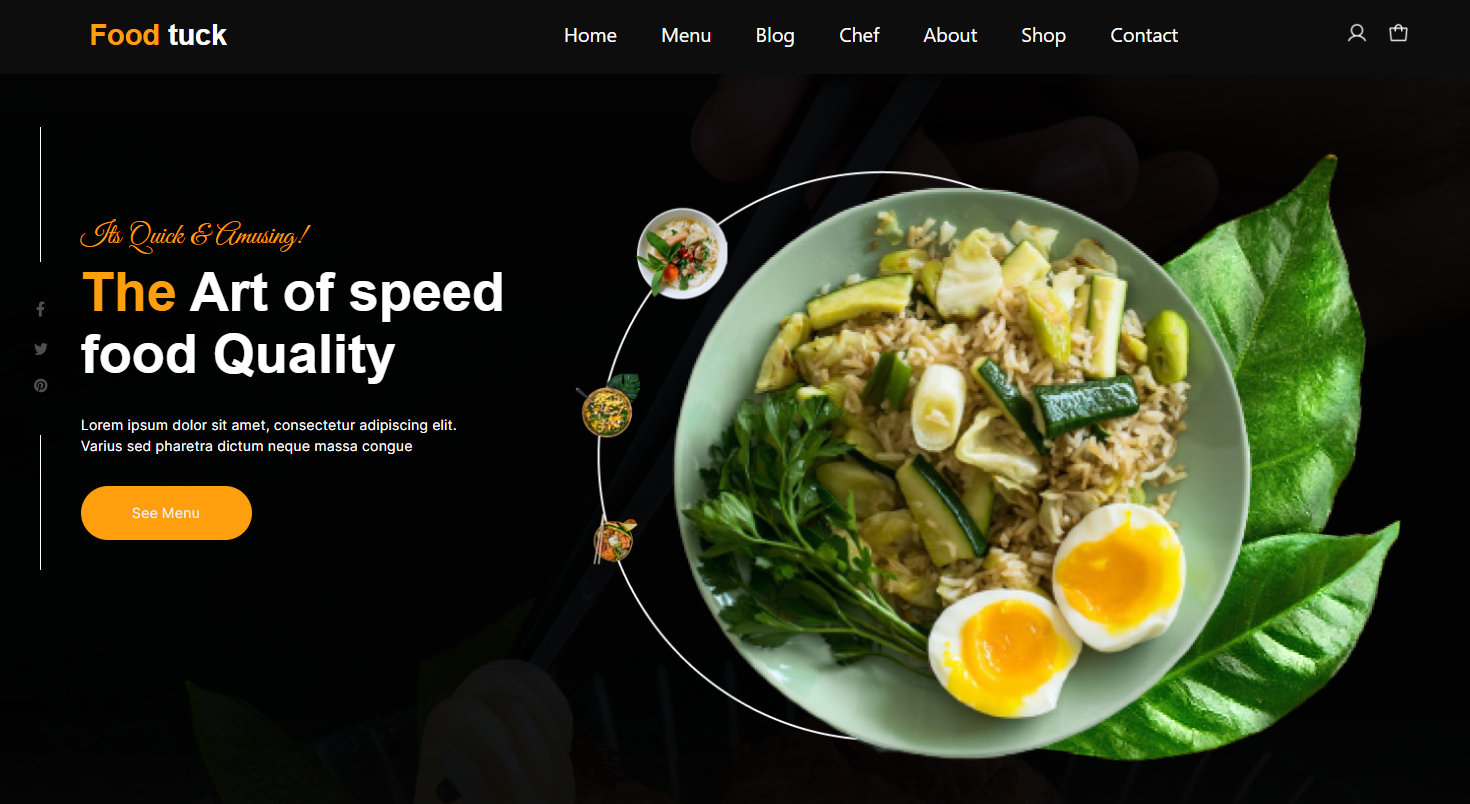 Food tuck
Home Menu Blog Chef About Shop Contact
Its Quick & Amusing!
The Art of speed
food Quality
Lorem ipsum dolor sit amet, consectetur adipiscing elit.
Varius sed pharetra dictum neque massa congue
See Menu